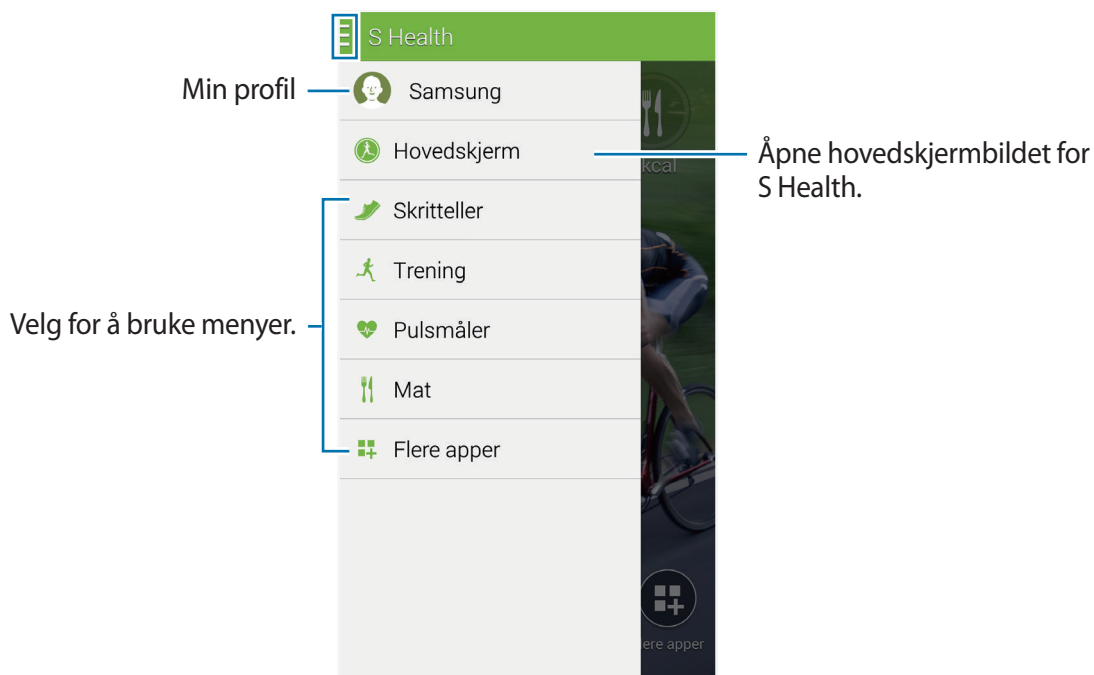 S Health
Min profil
Samsung
Hovedskjerm
kcal
Åpne hovedskjermbildet for
S Health.
Skritteller
Trening
Velg for å bruke menyer.
Pulsmåler
Mat
Flere apper
lere apper